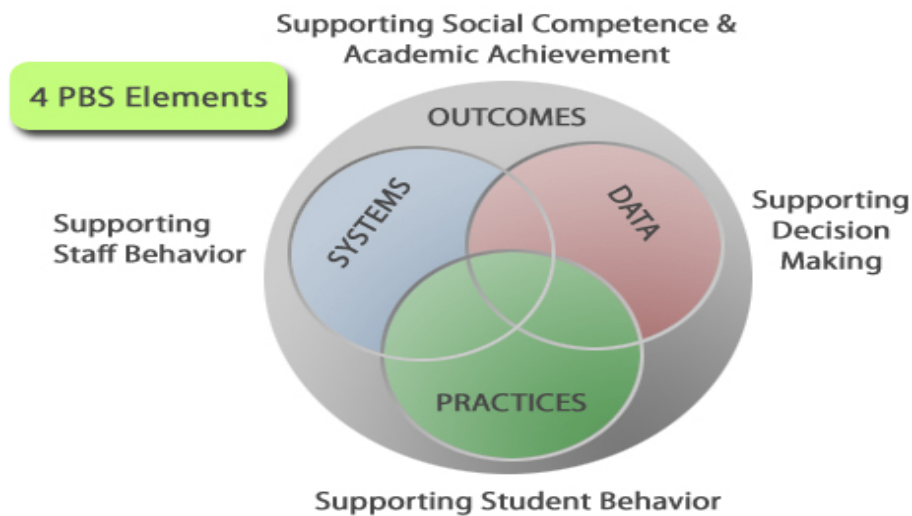 Supporting Social Competence &
Academic Achievement
4 PBS Elements
OUTCOMES
SYSTEMS
DATA
Supporting
Staff Behavior
Supporting
Decision
Making
PRACTICES
Supporting Student Behavior